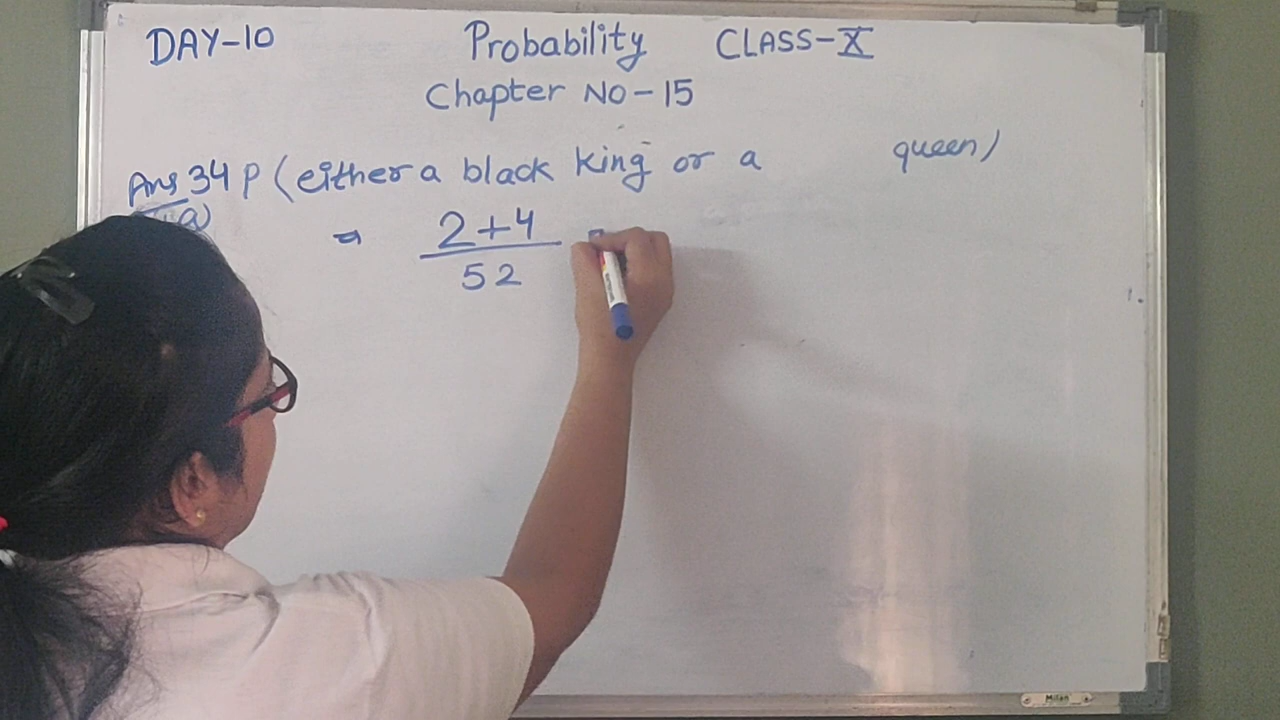 DAY-10 Probability CLASS-X
Chapter NO-15
Ans 34 P (either a black king or a queen)
a)
= 2+4 =
52